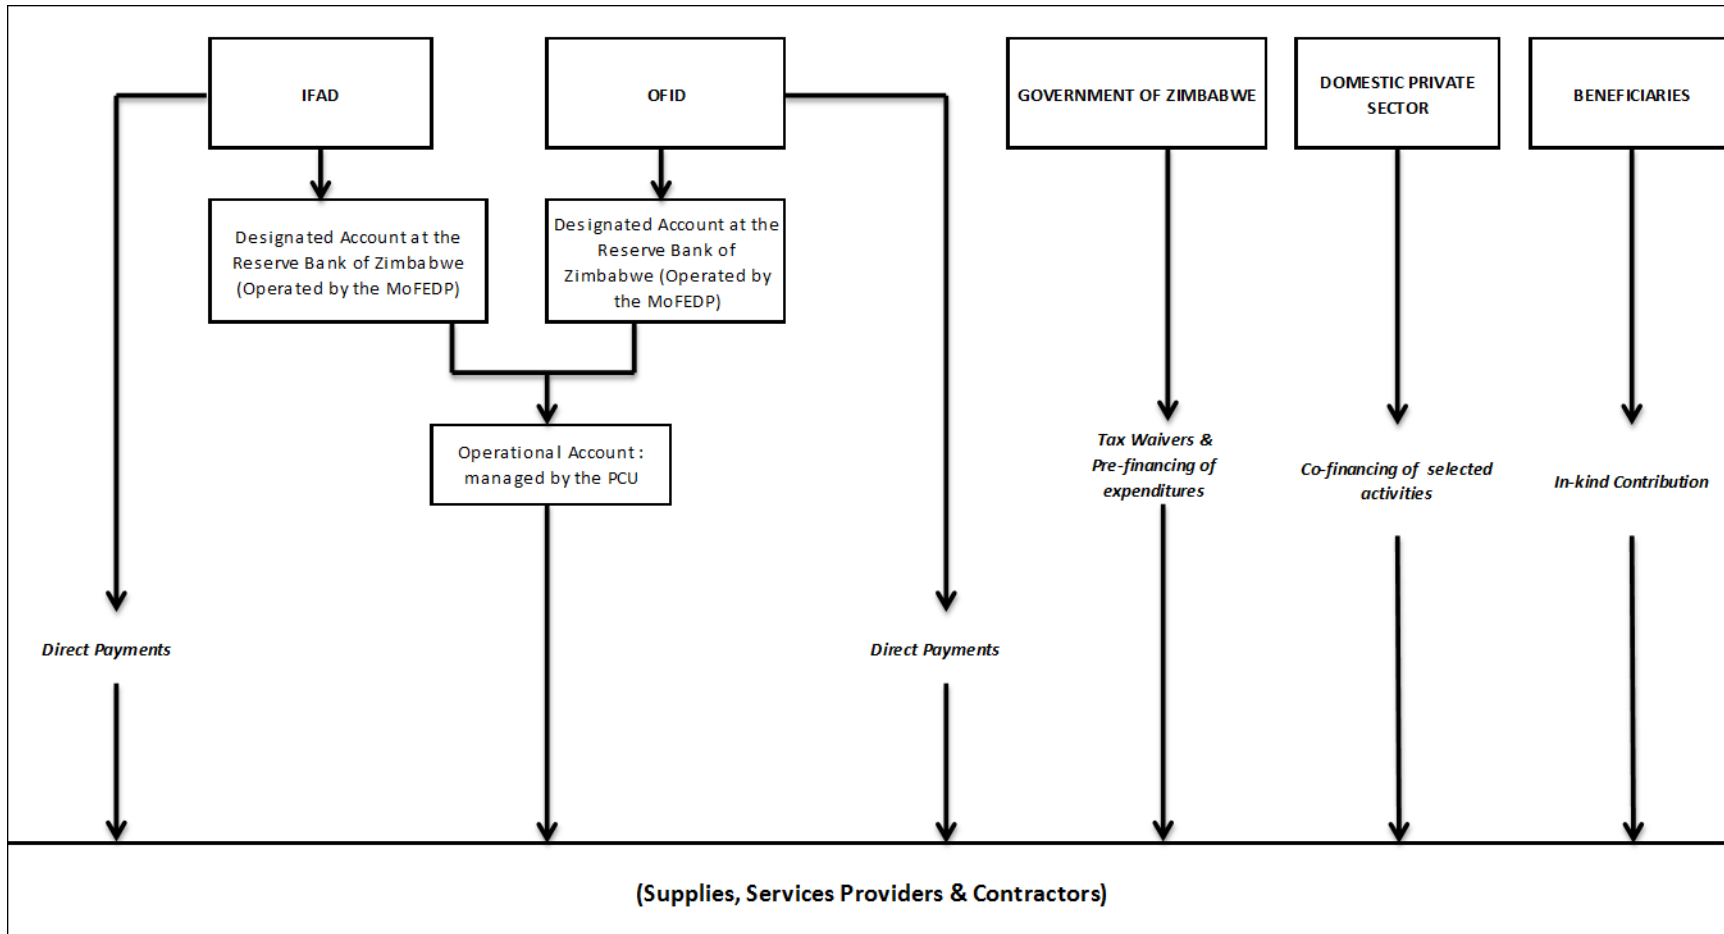 IFAD
OFID
GOVERNMENT OF ZIMBABWE
DOMESTIC PRIVATE
SECTOR
BENEFICIARIES
Designated Account at the
Reserve Bank of Zimbabwe
(Operated by the MoFEDP)
Designated Account at the
Reserve Bank of
Zimbabwe (Operated by
the MoFEDP)
Operational Account :
managed by the PCU
Tax Waivers &
Pre-financing of
expenditures
Co-financing of selected
activities
In-kind Contribution
Direct Payments
Direct Payments
(Supplies, Services Providers & Contractors)